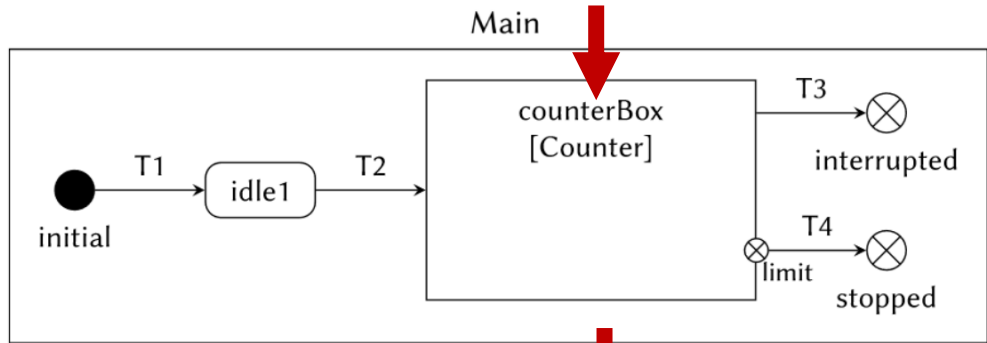 Main
counterBox
[Counter]
T1
idle1
T2
T3
initial
interrupted
T4
limit
stopped